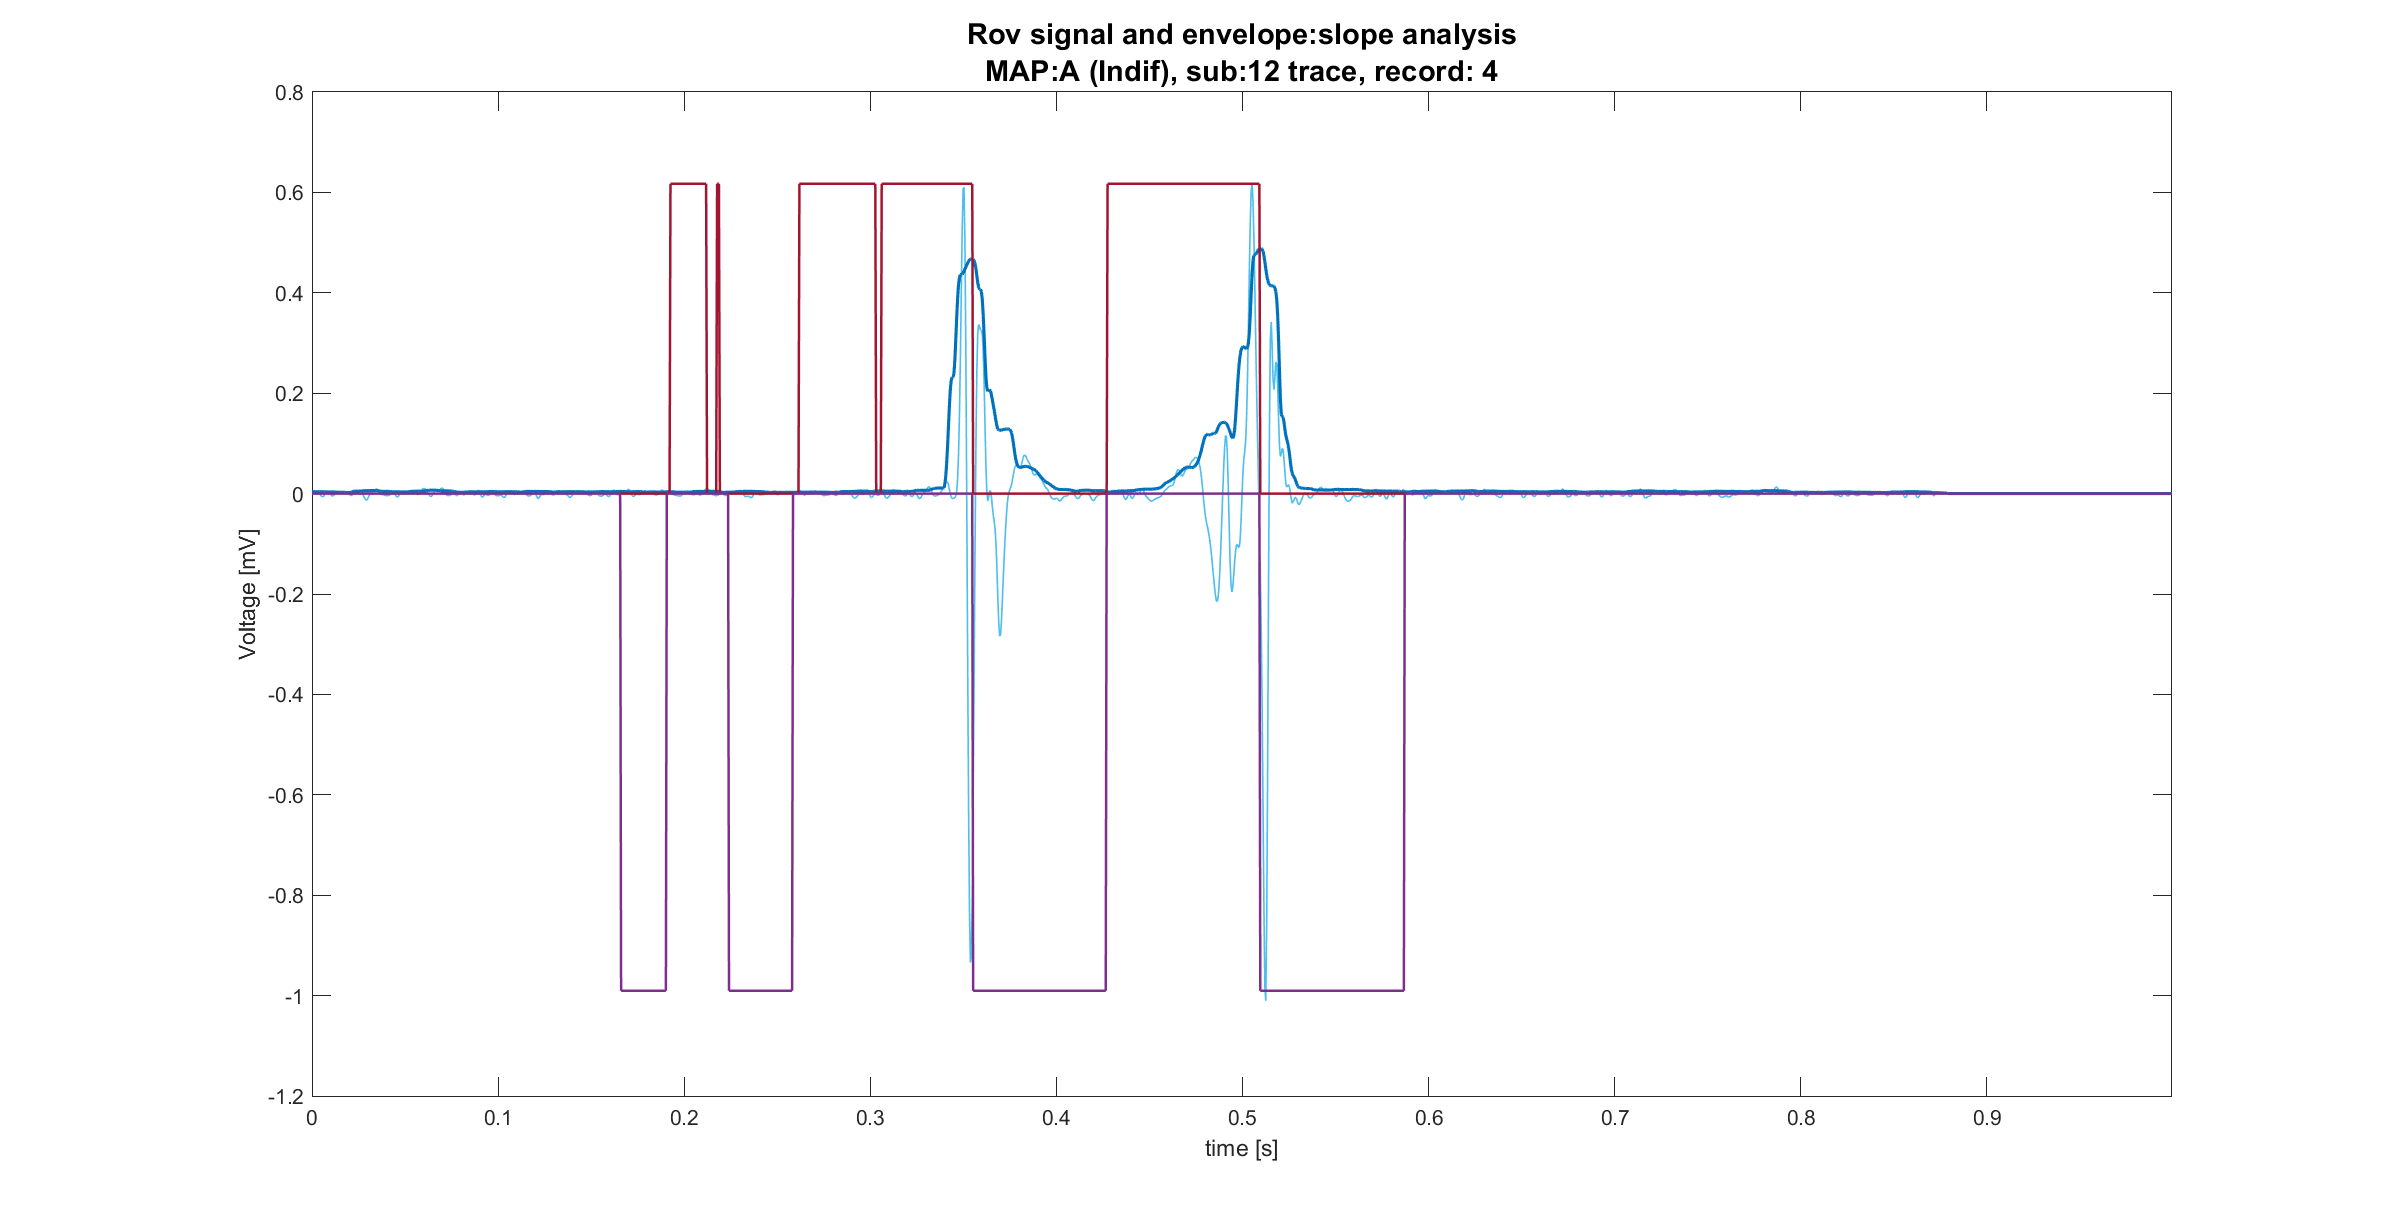 Rov signal and envelope:slope analysis
MAP:A (Indif), sub:12 trace, record: 4
0.8
0.6
0.4
0.2
0
-0.2
-0.4
-0.6
-0.8
-1
-1.2
Voltage [mV]
0 0.1 0.2 0.3 0.4 0.5 0.6 0.7 0.8 0.9
time [s]